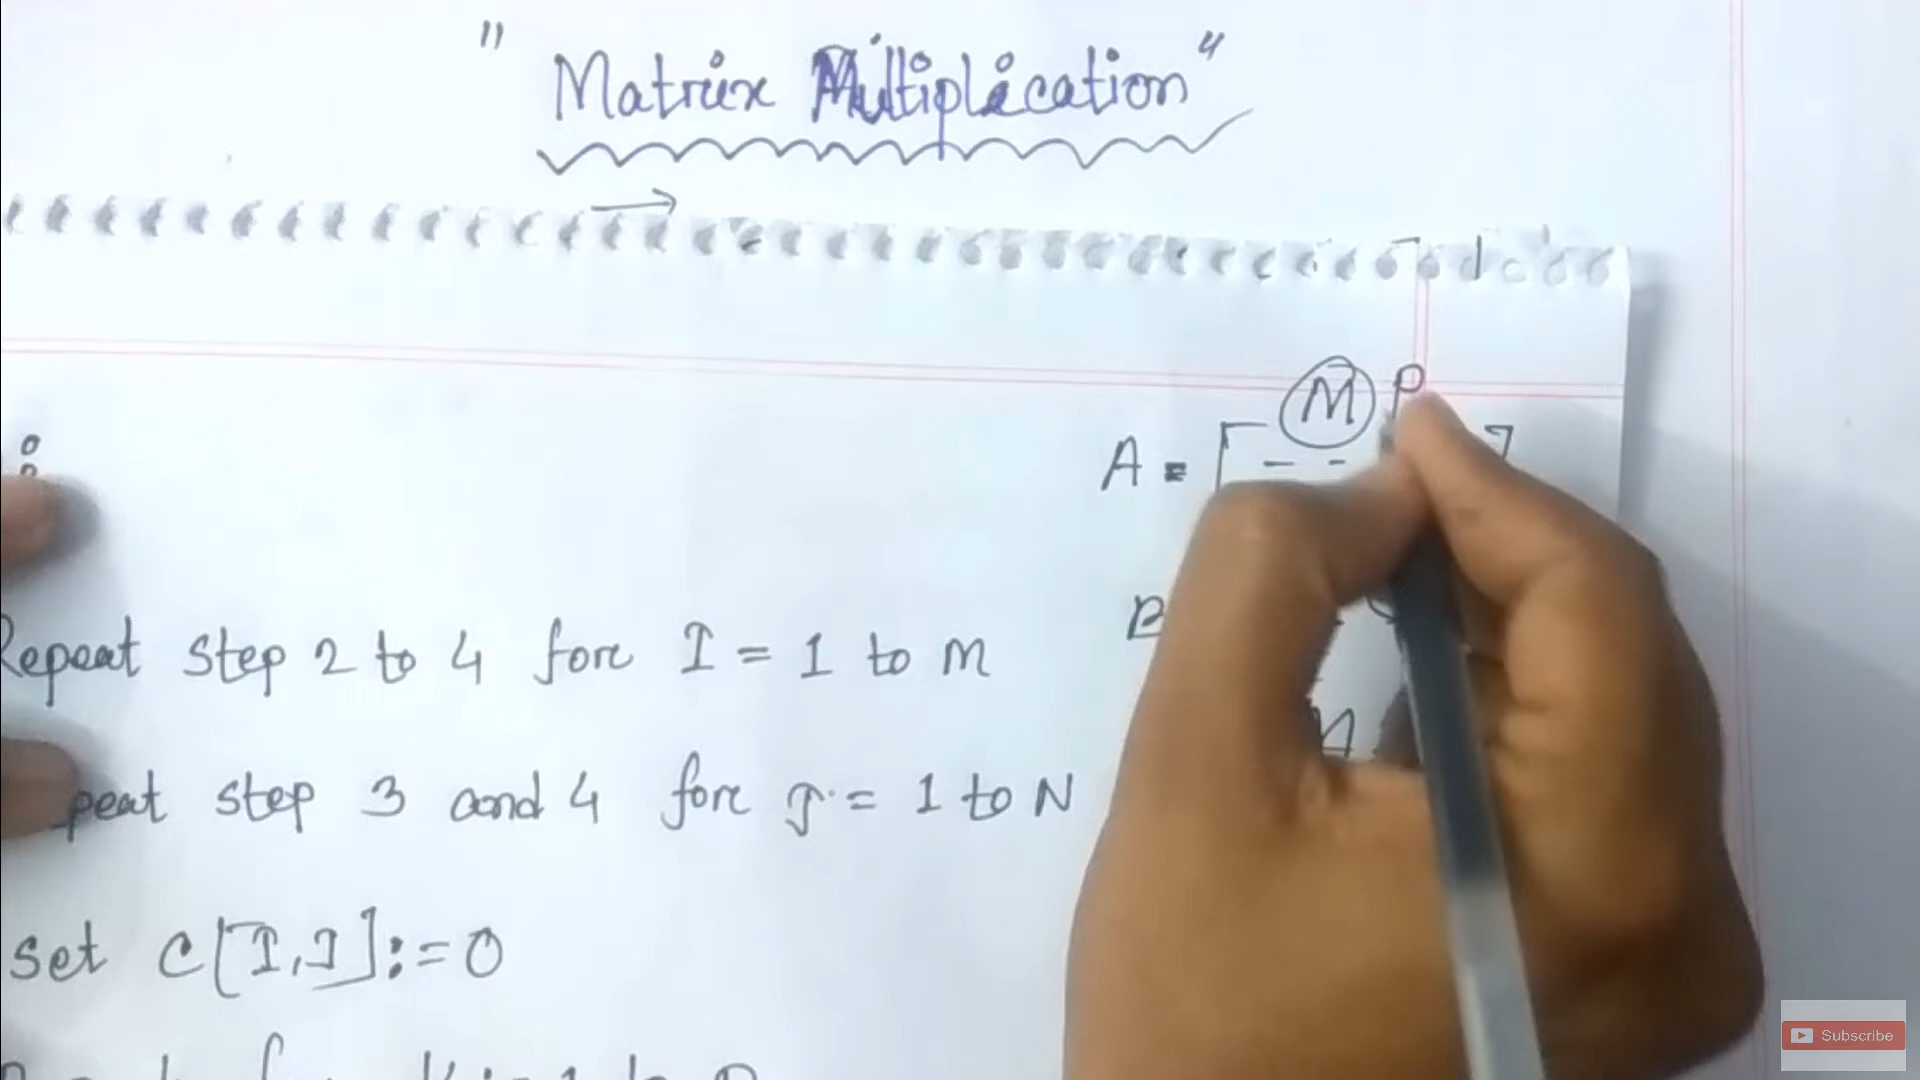 " Matrix Multiplication "
M P
A =
B
Repeat step 2 to 4 for I = 1 to M
n
peat step 3 and 4 for J = 1 to N
set C[I,J]:=0
Subscribe